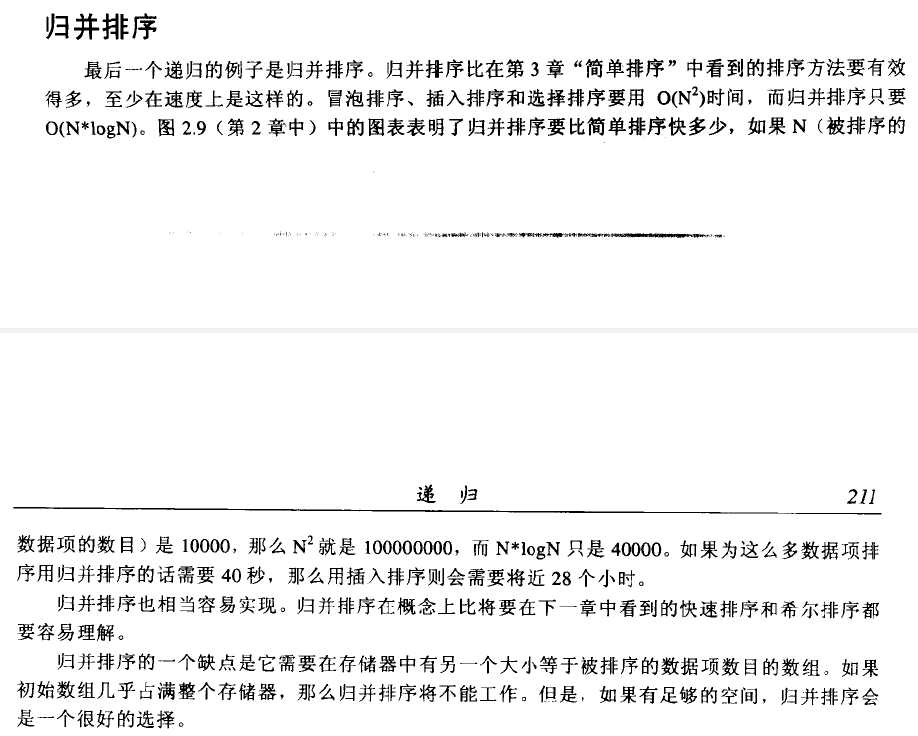 归并排序
最后一个递归的例子是归并排序。归并排序比在第 3 章“简单排序”中看到的排序方法要有效
得多，至少在速度上是这样的。冒泡排序、插入排序和选择排序要用 O(N²)时间，而归并排序只要
O(N*logN)。图 2.9（第 2 章中）中的图表表明了归并排序要比简单排序快多少，如果 N（被排序的
递 归 211
数据项的数目）是 10000，那么 N² 就是 100000000，而 N*logN 只是 40000。如果为这么多数据项排
序用归并排序的话需要 40 秒，那么用插入排序则会需要将近 28 个小时。
归并排序也相当容易实现。归并排序在概念上比将要在下一章中看到的快速排序和希尔排序都
要容易理解。
归并排序的一个缺点是它需要在存储器中有另一个大小等于被排序的数据项数目的数组。如果
初始数组几乎占满整个存储器，那么归并排序将不能工作。但是，如果有足够的空间，归并排序会
是一个很好的选择。